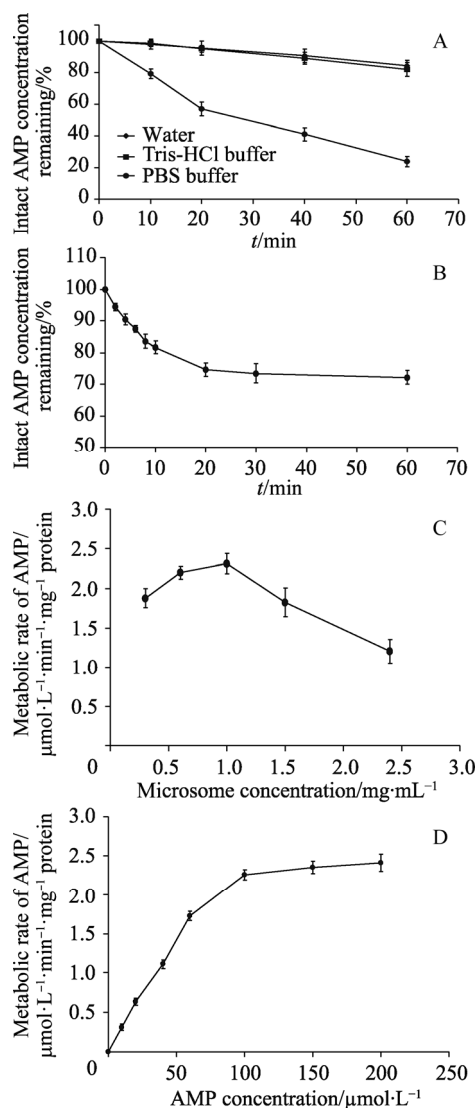 A
Intact AMP concentration
remaining/%
100
80
60
40
20
0
Water
Tris-HCl buffer
PBS buffer
0 10 20 30 40 50 60 70
t/min
B
Intact AMP concentration
remaining/%
110
100
90
80
70
60
50
0 10 20 30 40 50 60 70
t/min
C
Metabolic rate of AMP/
μmol·L⁻¹·min⁻¹·mg⁻¹ protein
3.0
2.5
2.0
1.5
1.0
0.5
0 0.5 1.0 1.5 2.0 2.5 3.0
Microsome concentration/mg·mL⁻¹
D
Metabolic rate of AMP/
μmol·L⁻¹·min⁻¹·mg⁻¹ protein
3.0
2.5
2.0
1.5
1.0
0.5
0 50 100 150 200 250
AMP concentration/μmol·L⁻¹